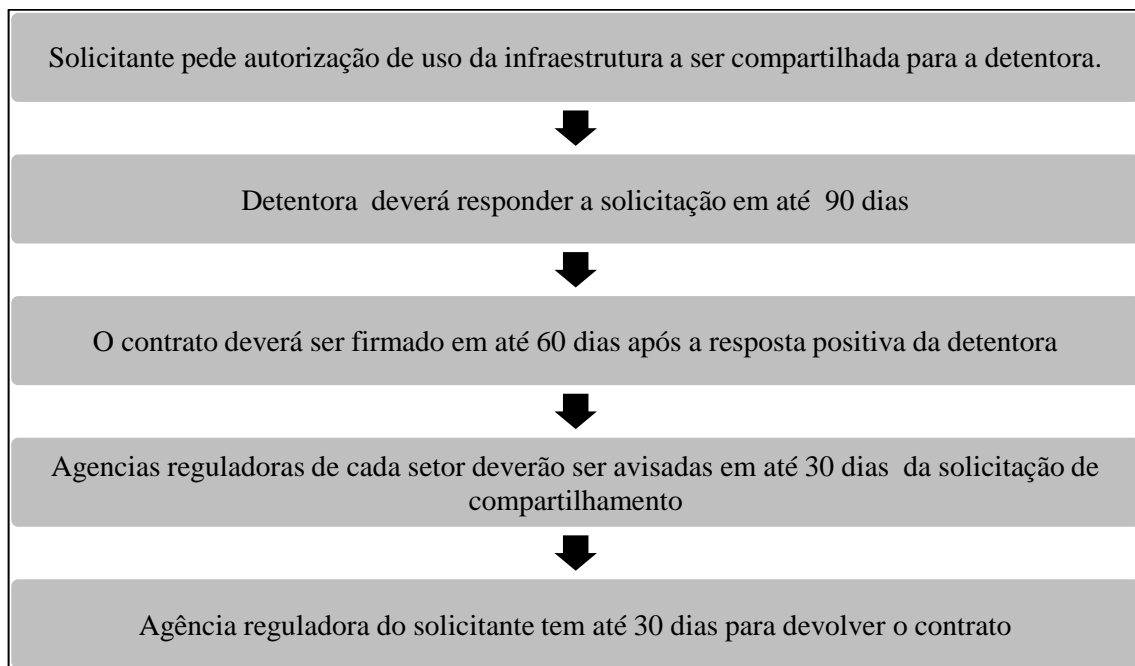 Solicitante pede autorização de uso da infraestrutura a ser compartilhada para a detentora.
Detentora deverá responder a solicitação em até 90 dias
O contrato deverá ser firmado em até 60 dias após a resposta positiva da detentora
Agencias reguladoras de cada setor deverão ser avisadas em até 30 dias da solicitação de
compartilhamento
Agência reguladora do solicitante tem até 30 dias para devolver o contrato